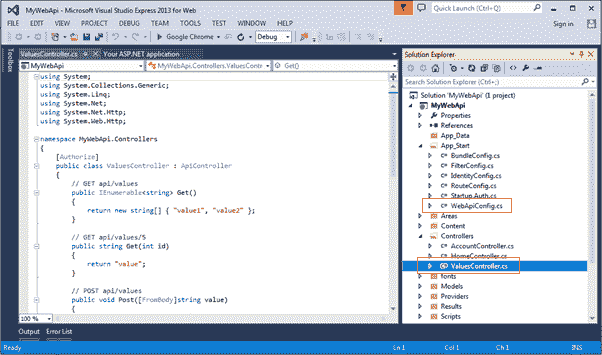 MyWebApi - Microsoft Visual Studio Express 2013 for Web
Quick Launch (Ctrl+Q)
FILE EDIT VIEW PROJECT BUILD DEBUG TEAM TOOLS TEST WINDOW HELP
Sign in
Google Chrome
Debug
Toolbox
ValuesController.cs
Your ASP.NET application
MyWebApi
MyWebApi.Controllers.ValuesContr
Get()
using System;
using System.Collections.Generic;
using System.Linq;
using System.Net;
using System.Net.Http;
using System.Web.Http;
namespace MyWebApi.Controllers
{
[Authorize]
public class ValuesController : ApiController
{
// GET api/values
public IEnumerable<string> Get()
{
return new string[] { "value1", "value2" };
}
// GET api/values/5
public string Get(int id)
{
return "value";
}
// POST api/values
public void Post([FromBody]string value)
{
100 %
Solution Explorer
Search Solution Explorer (Ctrl+;)
Solution 'MyWebApi' (1 project)
MyWebApi
Properties
References
App_Data
App_Start
BundleConfig.cs
FilterConfig.cs
IdentityConfig.cs
RouteConfig.cs
Startup.Auth.cs
WebApiConfig.cs
Areas
Content
Controllers
AccountController.cs
HomeController.cs
ValuesController.cs
fonts
Models
Providers
Results
Scripts
Output Error List
Ready
Ln 1
Col 1
Ch 1
INS